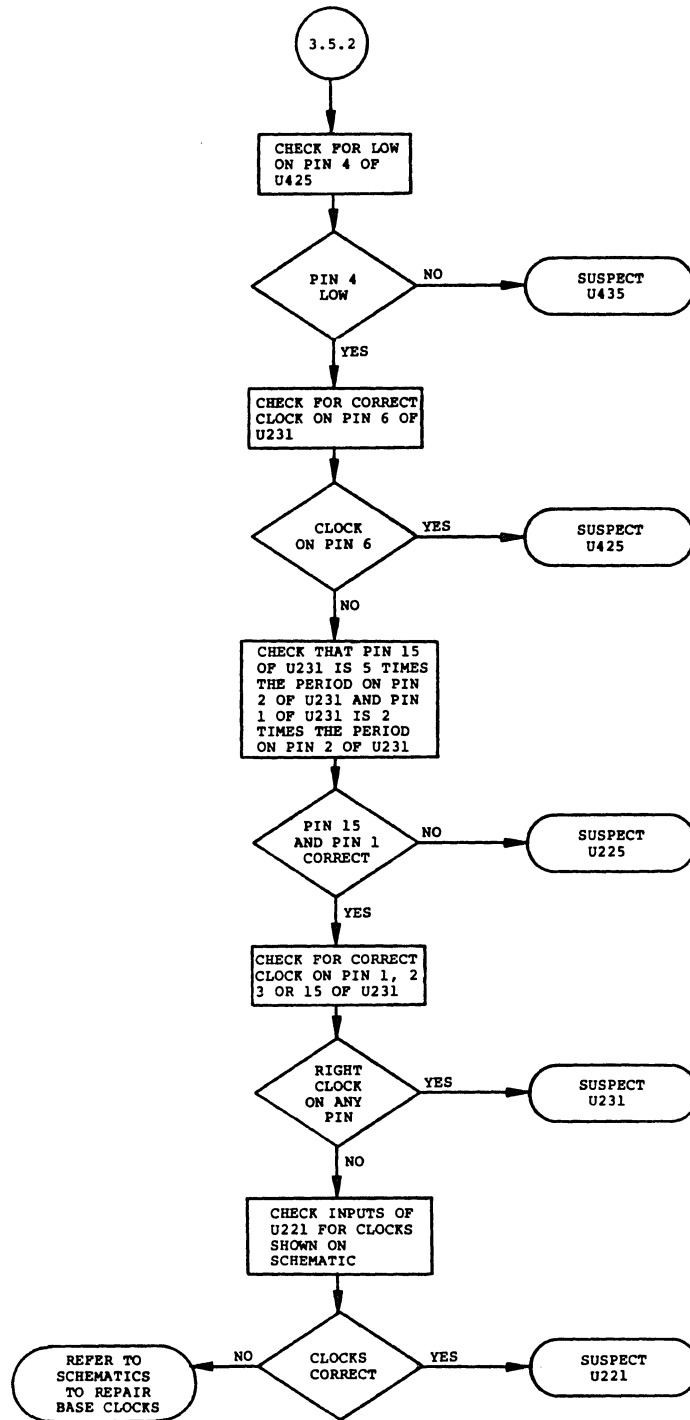 3.5.2
CHECK FOR LOW
ON PIN 4 OF
U425
PIN 4
LOW
NO
SUSPECT
U435
YES
CHECK FOR CORRECT
CLOCK ON PIN 6 OF
U231
CLOCK
ON PIN 6
YES
SUSPECT
U425
NO
CHECK THAT PIN 15
OF U231 IS 5 TIMES
THE PERIOD ON PIN
2 OF U231 AND PIN
1 OF U231 IS 2
TIMES THE PERIOD
ON PIN 2 OF U231
PIN 15
AND PIN 1
CORRECT
NO
SUSPECT
U225
YES
CHECK FOR CORRECT
CLOCK ON PIN 1, 2
3 OR 15 OF U231
RIGHT
CLOCK
ON ANY
PIN
YES
SUSPECT
U231
NO
CHECK INPUTS OF
U221 FOR CLOCKS
SHOWN ON
SCHEMATIC
CLOCKS
CORRECT
NO
REFER TO
SCHEMATICS
TO REPAIR
BASE CLOCKS
YES
SUSPECT
U221